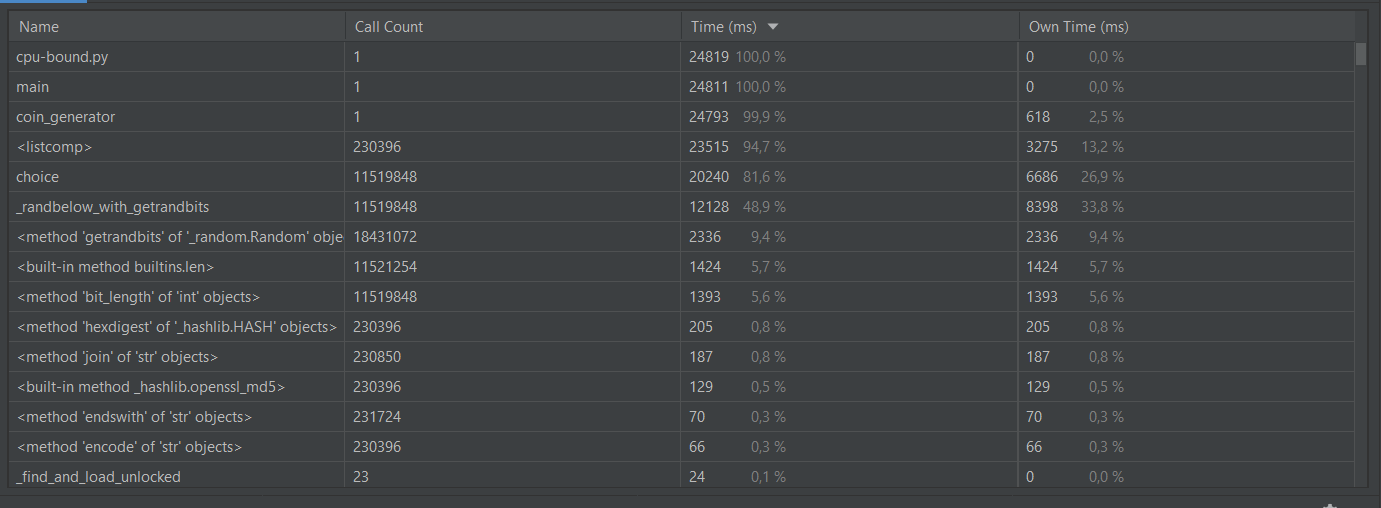 Name Call Count Time (ms) Own Time (ms)
cpu-bound.py 1 24819 100,0 % 0 0,0 %
main 1 24811 100,0 % 0 0,0 %
coin_generator 1 24793 99,9 % 618 2,5 %
<listcomp> 230396 23515 94,7 % 3275 13,2 %
choice 11519848 20240 81,6 % 6686 26,9 %
_randbelow_with_getrandbits 11519848 12128 48,9 % 8398 33,8 %
<method 'getrandbits' of '_random.Random' obje 18431072 2336 9,4 % 2336 9,4 %
<built-in method builtins.len> 11521254 1424 5,7 % 1424 5,7 %
<method 'bit_length' of 'int' objects> 11519848 1393 5,6 % 1393 5,6 %
<method 'hexdigest' of '_hashlib.HASH' objects> 230396 205 0,8 % 205 0,8 %
<method 'join' of 'str' objects> 230850 187 0,8 % 187 0,8 %
<built-in method _hashlib.openssl_md5> 230396 129 0,5 % 129 0,5 %
<method 'endswith' of 'str' objects> 231724 70 0,3 % 70 0,3 %
<method 'encode' of 'str' objects> 230396 66 0,3 % 66 0,3 %
_find_and_load_unlocked 23 24 0,1 % 0 0,0 %